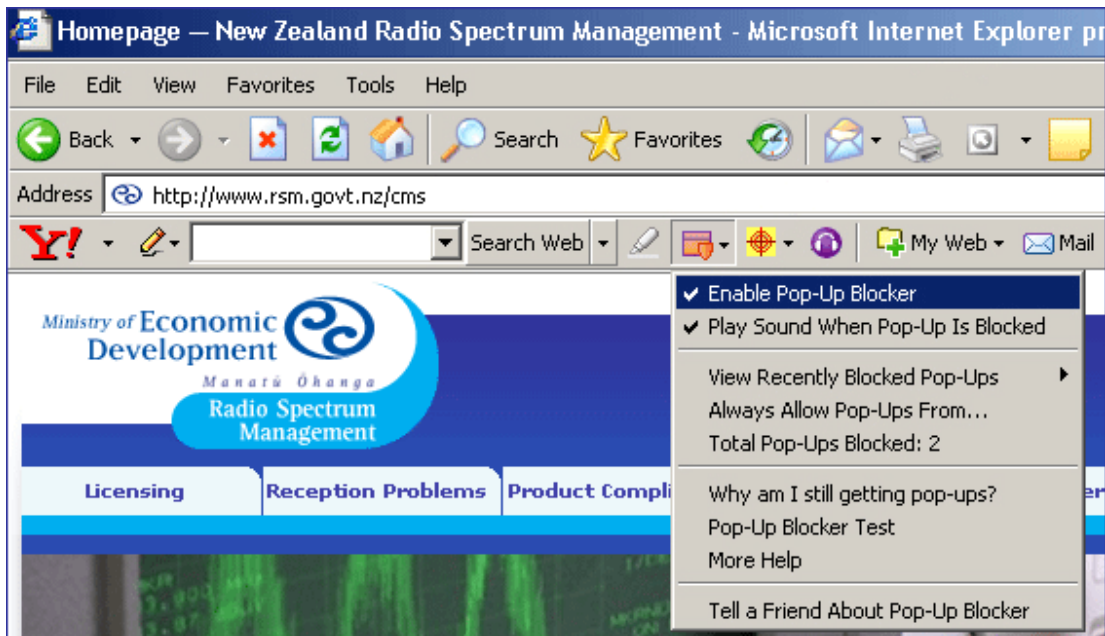 Homepage — New Zealand Radio Spectrum Management - Microsoft Internet Explorer pr
File Edit View Favorites Tools Help
Back Search Favorites
Address http://www.rsm.govt.nz/cms
Y! Search Web My Web Mail
Enable Pop-Up Blocker
Play Sound When Pop-Up Is Blocked
View Recently Blocked Pop-Ups
Always Allow Pop-Ups From...
Total Pop-Ups Blocked: 2
Why am I still getting pop-ups?
Pop-Up Blocker Test
More Help
Tell a Friend About Pop-Up Blocker
Ministry of Economic
Development
Manatū Ōhanga
Radio Spectrum
Management
Licensing Reception Problems Product Compli